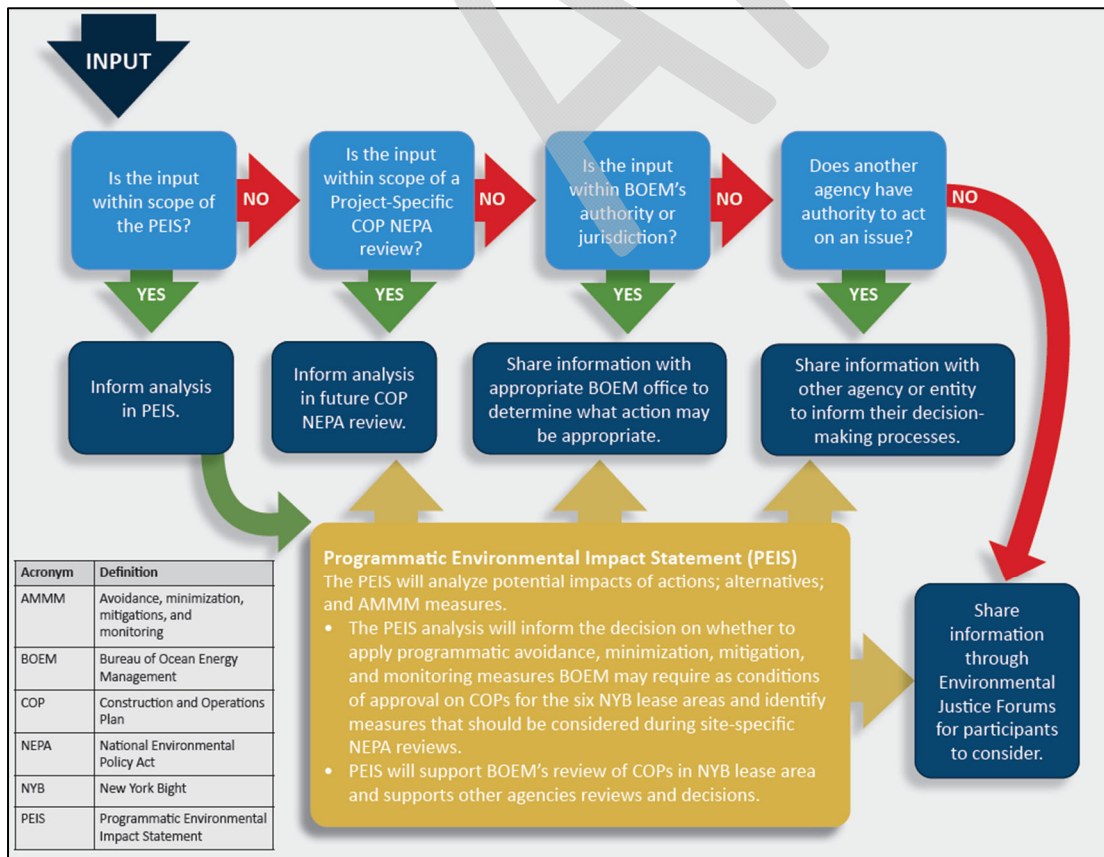 INPUT
Is the input
within scope of
the PEIS?
NO
Is the input
within scope of a
Project-Specific
COP NEPA
review?
NO
Is the input
within BOEM's
authority or
jurisdiction?
NO
Does another
agency have
authority to act
on an issue?
NO
YES
YES
YES
YES
Inform analysis
in PEIS.
Inform analysis
in future COP
NEPA review.
Share information with
appropriate BOEM office to
determine what action may
be appropriate.
Share information with
other agency or entity
to inform their decision-
making processes.
Programmatic Environmental Impact Statement (PEIS)
The PEIS will analyze potential impacts of actions; alternatives;
and AMMM measures.
• The PEIS analysis will inform the decision on whether to
apply programmatic avoidance, minimization, mitigation,
and monitoring measures BOEM may require as conditions
of approval on COPs for the six NYB lease areas and identify
measures that should be considered during site-specific
NEPA reviews.
• PEIS will support BOEM's review of COPs in NYB lease area
and supports other agencies reviews and decisions.
Share
information
through
Environmental
Justice Forums
for participants
to consider.
Acronym Definition
AMMM Avoidance, minimization,
mitigations, and
monitoring
BOEM Bureau of Ocean Energy
Management
COP Construction and Operations
Plan
NEPA National Environmental
Policy Act
NYB New York Bight
PEIS Programmatic Environmental
Impact Statement